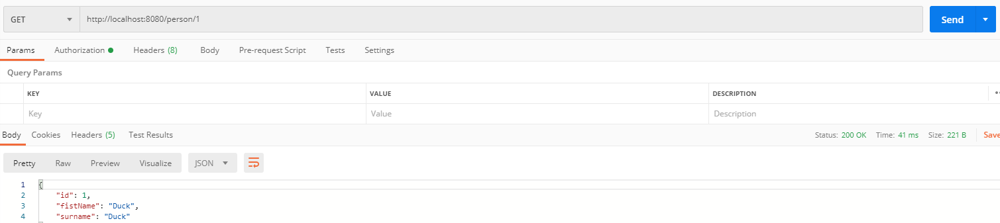 GET http://localhost:8080/person/1 Send
Params Authorization Headers (8) Body Pre-request Script Tests Settings
Query Params
KEY VALUE DESCRIPTION
Key Value Description
Body Cookies Headers (5) Test Results Status: 200 OK Time: 41 ms Size: 221 B Save
Pretty Raw Preview Visualize JSON
1 {
2 "id": 1,
3 "fistName": "Duck",
4 "surname": "Duck"